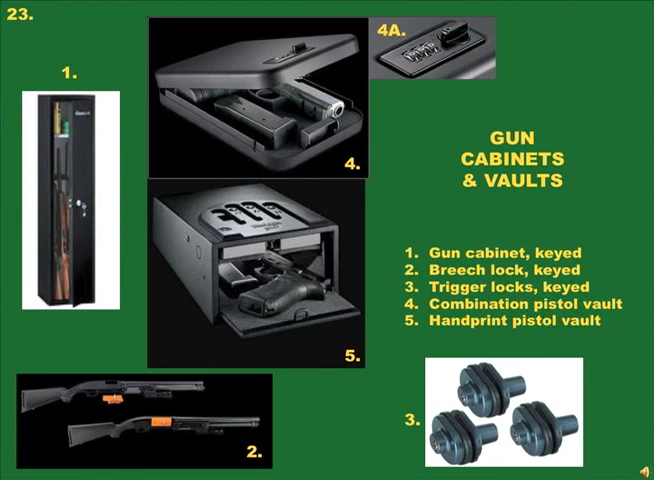 23.
4A.
1.
4.
GUN
CABINETS
& VAULTS
5.
1. Gun cabinet, keyed
2. Breech lock, keyed
3. Trigger locks, keyed
4. Combination pistol vault
5. Handprint pistol vault
3.
2.